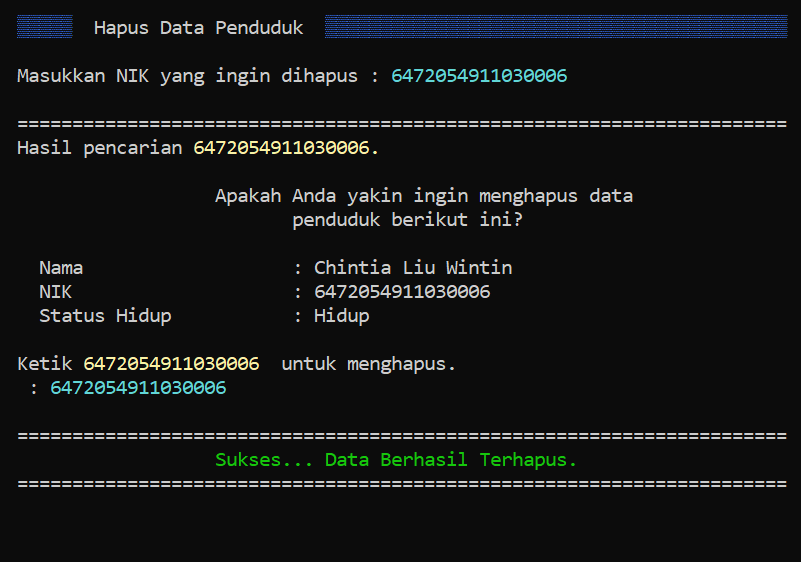 Hapus Data Penduduk
Masukkan NIK yang ingin dihapus : 6472054911030006
======================================================================
Hasil pencarian 6472054911030006.
Apakah Anda yakin ingin menghapus data
penduduk berikut ini?
Nama : Chintia Liu Wintin
NIK : 6472054911030006
Status Hidup : Hidup
Ketik 6472054911030006 untuk menghapus.
: 6472054911030006
======================================================================
Sukses... Data Berhasil Terhapus.
======================================================================